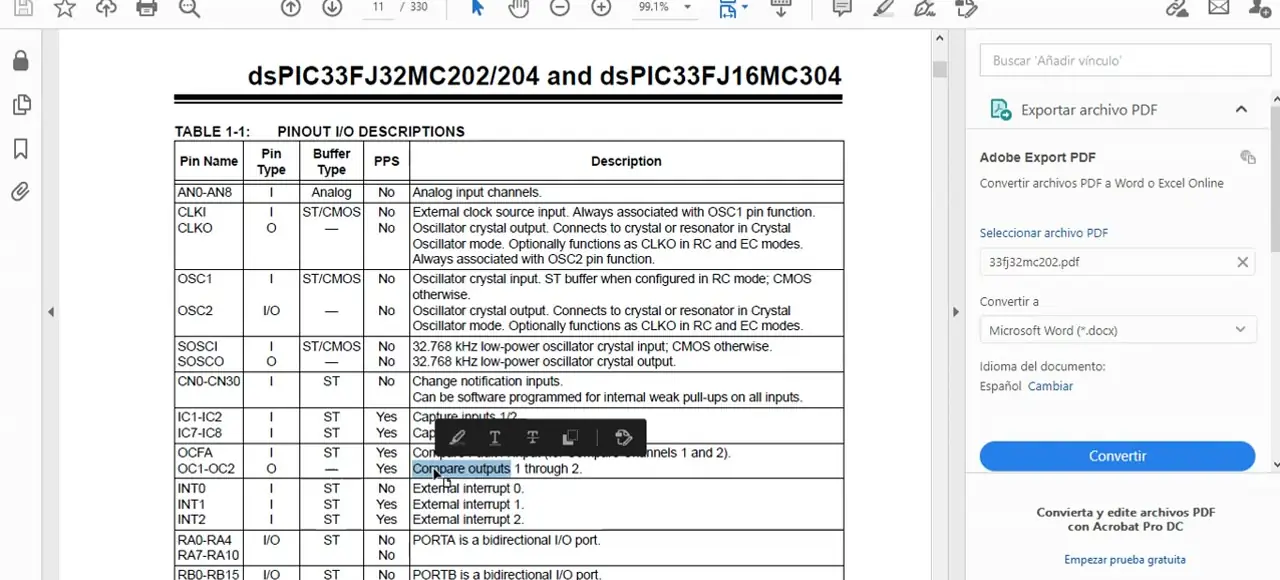 11 / 330
99.1%
dsPIC33FJ32MC202/204 and dsPIC33FJ16MC304
TABLE 1-1: PINOUT I/O DESCRIPTIONS
Pin Name Pin Type Buffer Type PPS Description
AN0-AN8 I Analog No Analog input channels.
CLKI I ST/CMOS No External clock source input. Always associated with OSC1 pin function.
CLKO O — No Oscillator crystal output. Connects to crystal or resonator in Crystal
Oscillator mode. Optionally functions as CLKO in RC and EC modes.
Always associated with OSC2 pin function.
OSC1 I ST/CMOS No Oscillator crystal input. ST buffer when configured in RC mode; CMOS
otherwise.
OSC2 I/O — No Oscillator crystal output. Connects to crystal or resonator in Crystal
Oscillator mode. Optionally functions as CLKO in RC and EC modes.
SOSCI I ST/CMOS No 32.768 kHz low-power oscillator crystal input; CMOS otherwise.
SOSCO O — No 32.768 kHz low-power oscillator crystal output.
CN0-CN30 I ST No Change notification inputs.
Can be software programmed for internal weak pull-ups on all inputs.
IC1-IC2 I ST Yes Capture inputs 1/2
IC7-IC8 I ST Yes
OCFA I ST Yes Channels 1 and 2).
OC1-OC2 O — Yes Compare outputs 1 through 2.
INT0 I ST No External interrupt 0.
INT1 I ST Yes External interrupt 1.
INT2 I ST Yes External interrupt 2.
RA0-RA4 I/O ST No PORTA is a bidirectional I/O port.
RA7-RA10 No
RB0-RB15 I/O ST No PORTB is a bidirectional I/O port.
Buscar 'Añadir vínculo'
Exportar archivo PDF
Adobe Export PDF
Convertir archivos PDF a Word o Excel Online
Seleccionar archivo PDF
33fj32mc202.pdf
Convertir a
Microsoft Word (*.docx)
Idioma del documento:
Español Cambiar
Convertir
Convierta y edite archivos PDF
con Acrobat Pro DC
Empezar prueba gratuita